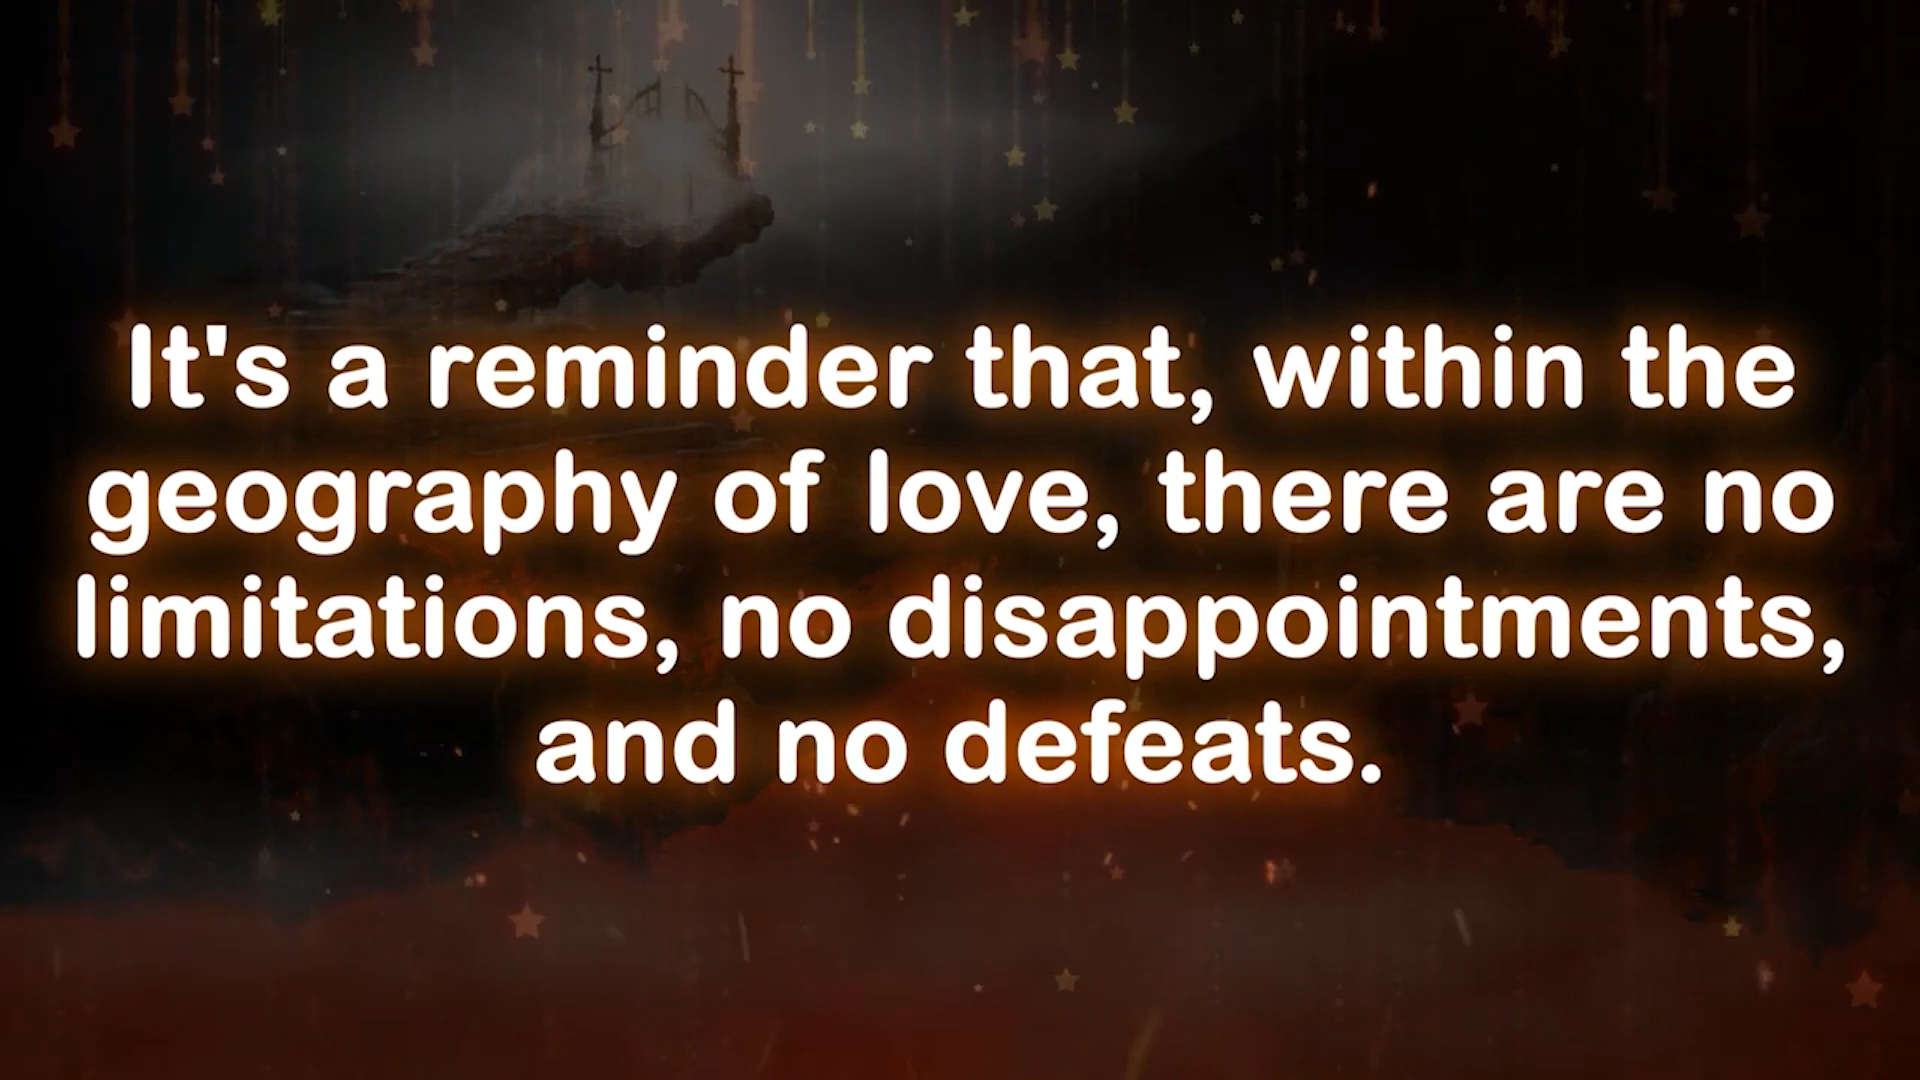 It's a reminder that, within the
geography of love, there are no
limitations, no disappointments,
and no defeats.